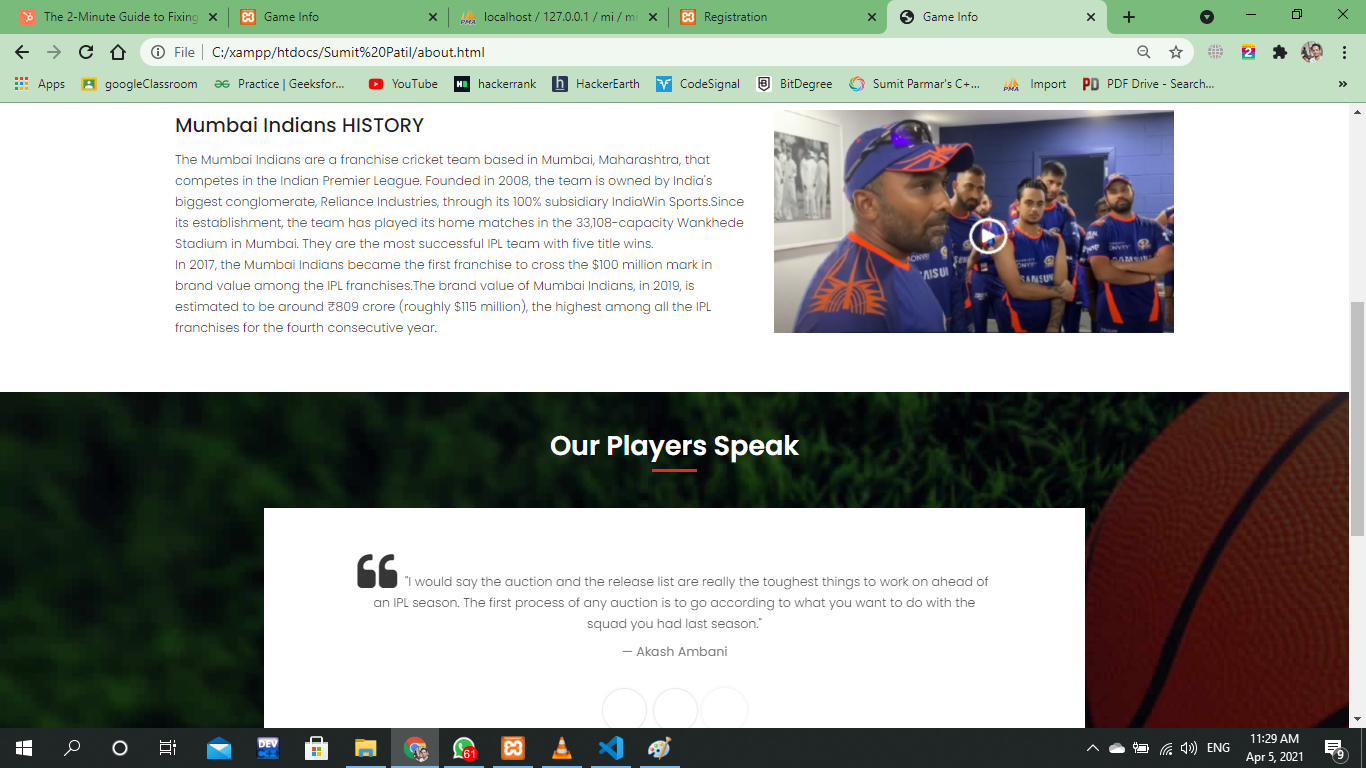 The 2-Minute Guide to Fixing
Game Info
localhost / 127.0.0.1 / mi / mi
Registration
Game Info
File
C:/xampp/htdocs/Sumit%20Patil/about.html
Apps
googleClassroom
Practice | Geeksfor...
YouTube
hackerrank
HackerEarth
CodeSignal
BitDegree
Sumit Parmar's C+...
Import
PDF Drive - Search...
»
Mumbai Indians HISTORY
The Mumbai Indians are a franchise cricket team based in Mumbai, Maharashtra, that
competes in the Indian Premier League. Founded in 2008, the team is owned by India's
biggest conglomerate, Reliance Industries, through its 100% subsidiary IndiaWin Sports.Since
its establishment, the team has played its home matches in the 33,108-capacity Wankhede
Stadium in Mumbai. They are the most successful IPL team with five title wins.
In 2017, the Mumbai Indians became the first franchise to cross the $100 million mark in
brand value among the IPL franchises.The brand value of Mumbai Indians, in 2019, is
estimated to be around ₹809 crore (roughly $115 million), the highest among all the IPL
franchises for the fourth consecutive year.
SAMSUNG
Our Players Speak
"I would say the auction and the release list are really the toughest things to work on ahead of
an IPL season. The first process of any auction is to go according to what you want to do with the
squad you had last season."
— Akash Ambani
DEV
61
ENG
11:29 AM
Apr 5, 2021
9